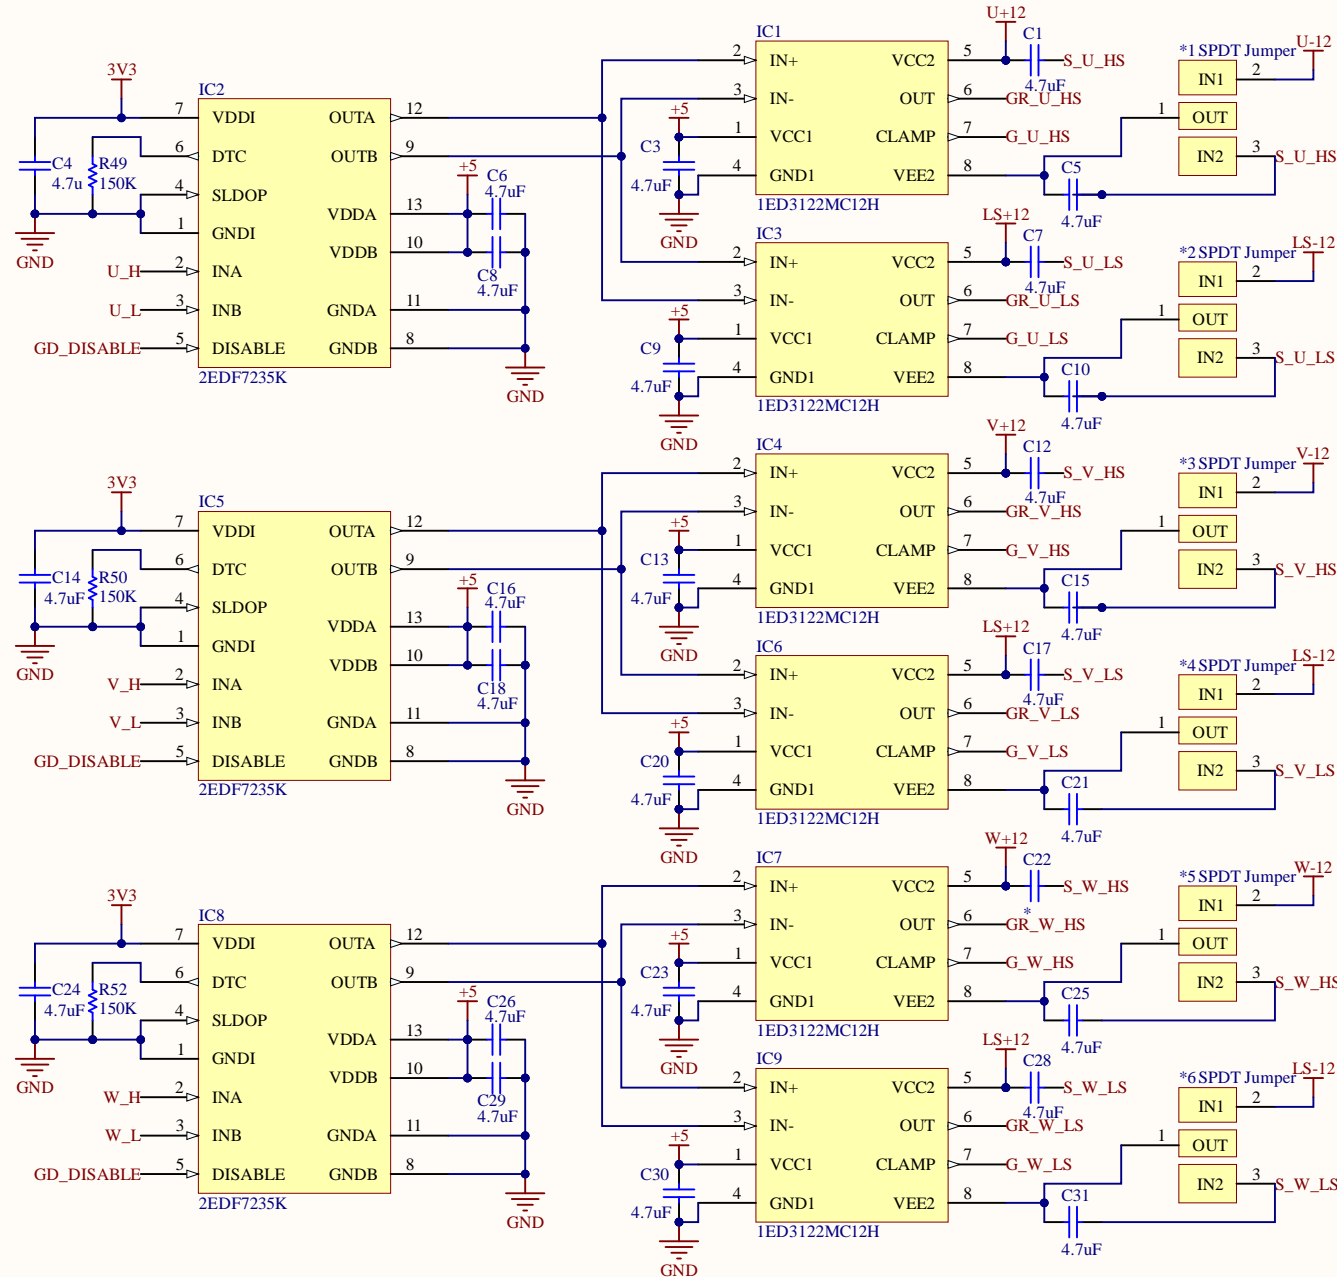 3V3
IC2
7 VDDI OUTA 12
6 DTC OUTB 9
4 SLDOP
VDDA 13
1 GNDI
VDDB 10
U_H 2 INA
U_L 3 INB GNDA 11
GD_DISABLE 5 DISABLE GNDB 8
2EDF7235K
C4
4.7u
R49
150K
GND
+5
C6
4.7uF
C8
4.7uF
GND
IC1
2 IN+ VCC2 5
3 IN- OUT 6 GR_U_HS
1 VCC1 CLAMP 7 G_U_HS
4 GND1 VEE2 8
1ED3122MC12H
U+12
C1
4.7uF
S_U_HS
+5
C3
4.7uF
GND
C5
4.7uF
*1 SPDT Jumper
U-12
IN1 2
1 OUT
IN2 3 S_U_HS
IC3
2 IN+ VCC2 5
3 IN- OUT 6 GR_U_LS
1 VCC1 CLAMP 7 G_U_LS
4 GND1 VEE2 8
1ED3122MC12H
LS+12
C7
4.7uF
S_U_LS
+5
C9
4.7uF
GND
C10
4.7uF
*2 SPDT Jumper
LS-12
IN1 2
1 OUT
IN2 3 S_U_LS
3V3
IC5
7 VDDI OUTA 12
6 DTC OUTB 9
4 SLDOP
VDDA 13
1 GNDI
VDDB 10
V_H 2 INA
V_L 3 INB GNDA 11
GD_DISABLE 5 DISABLE GNDB 8
2EDF7235K
C14
4.7uF
R50
150K
GND
+5
C16
4.7uF
C18
4.7uF
GND
IC4
2 IN+ VCC2 5
3 IN- OUT 6 GR_V_HS
1 VCC1 CLAMP 7 G_V_HS
4 GND1 VEE2 8
1ED3122MC12H
V+12
C12
4.7uF
S_V_HS
+5
C13
4.7uF
GND
C15
4.7uF
*3 SPDT Jumper
V-12
IN1 2
1 OUT
IN2 3 S_V_HS
IC6
2 IN+ VCC2 5
3 IN- OUT 6 GR_V_LS
1 VCC1 CLAMP 7 G_V_LS
4 GND1 VEE2 8
1ED3122MC12H
LS+12
C17
4.7uF
S_V_LS
+5
C20
4.7uF
GND
C21
4.7uF
*4 SPDT Jumper
LS-12
IN1 2
1 OUT
IN2 3 S_V_LS
3V3
IC8
7 VDDI OUTA 12
6 DTC OUTB 9
4 SLDOP
VDDA 13
1 GNDI
VDDB 10
W_H 2 INA
W_L 3 INB GNDA 11
GD_DISABLE 5 DISABLE GNDB 8
2EDF7235K
C24
4.7uF
R52
150K
GND
+5
C26
4.7uF
C29
4.7uF
GND
IC7
2 IN+ VCC2 5
3 IN- OUT 6 GR_W_HS
1 VCC1 CLAMP 7 G_W_HS
4 GND1 VEE2 8
1ED3122MC12H
W+12
C22
*
S_W_HS
+5
C23
4.7uF
GND
C25
4.7uF
*5 SPDT Jumper
W-12
IN1 2
1 OUT
IN2 3 S_W_HS
IC9
2 IN+ VCC2 5
3 IN- OUT 6 GR_W_LS
1 VCC1 CLAMP 7 G_W_LS
4 GND1 VEE2 8
1ED3122MC12H
LS+12
C28
4.7uF
S_W_LS
+5
C30
4.7uF
GND
C31
4.7uF
*6 SPDT Jumper
LS-12
IN1 2
1 OUT
IN2 3 S_W_LS